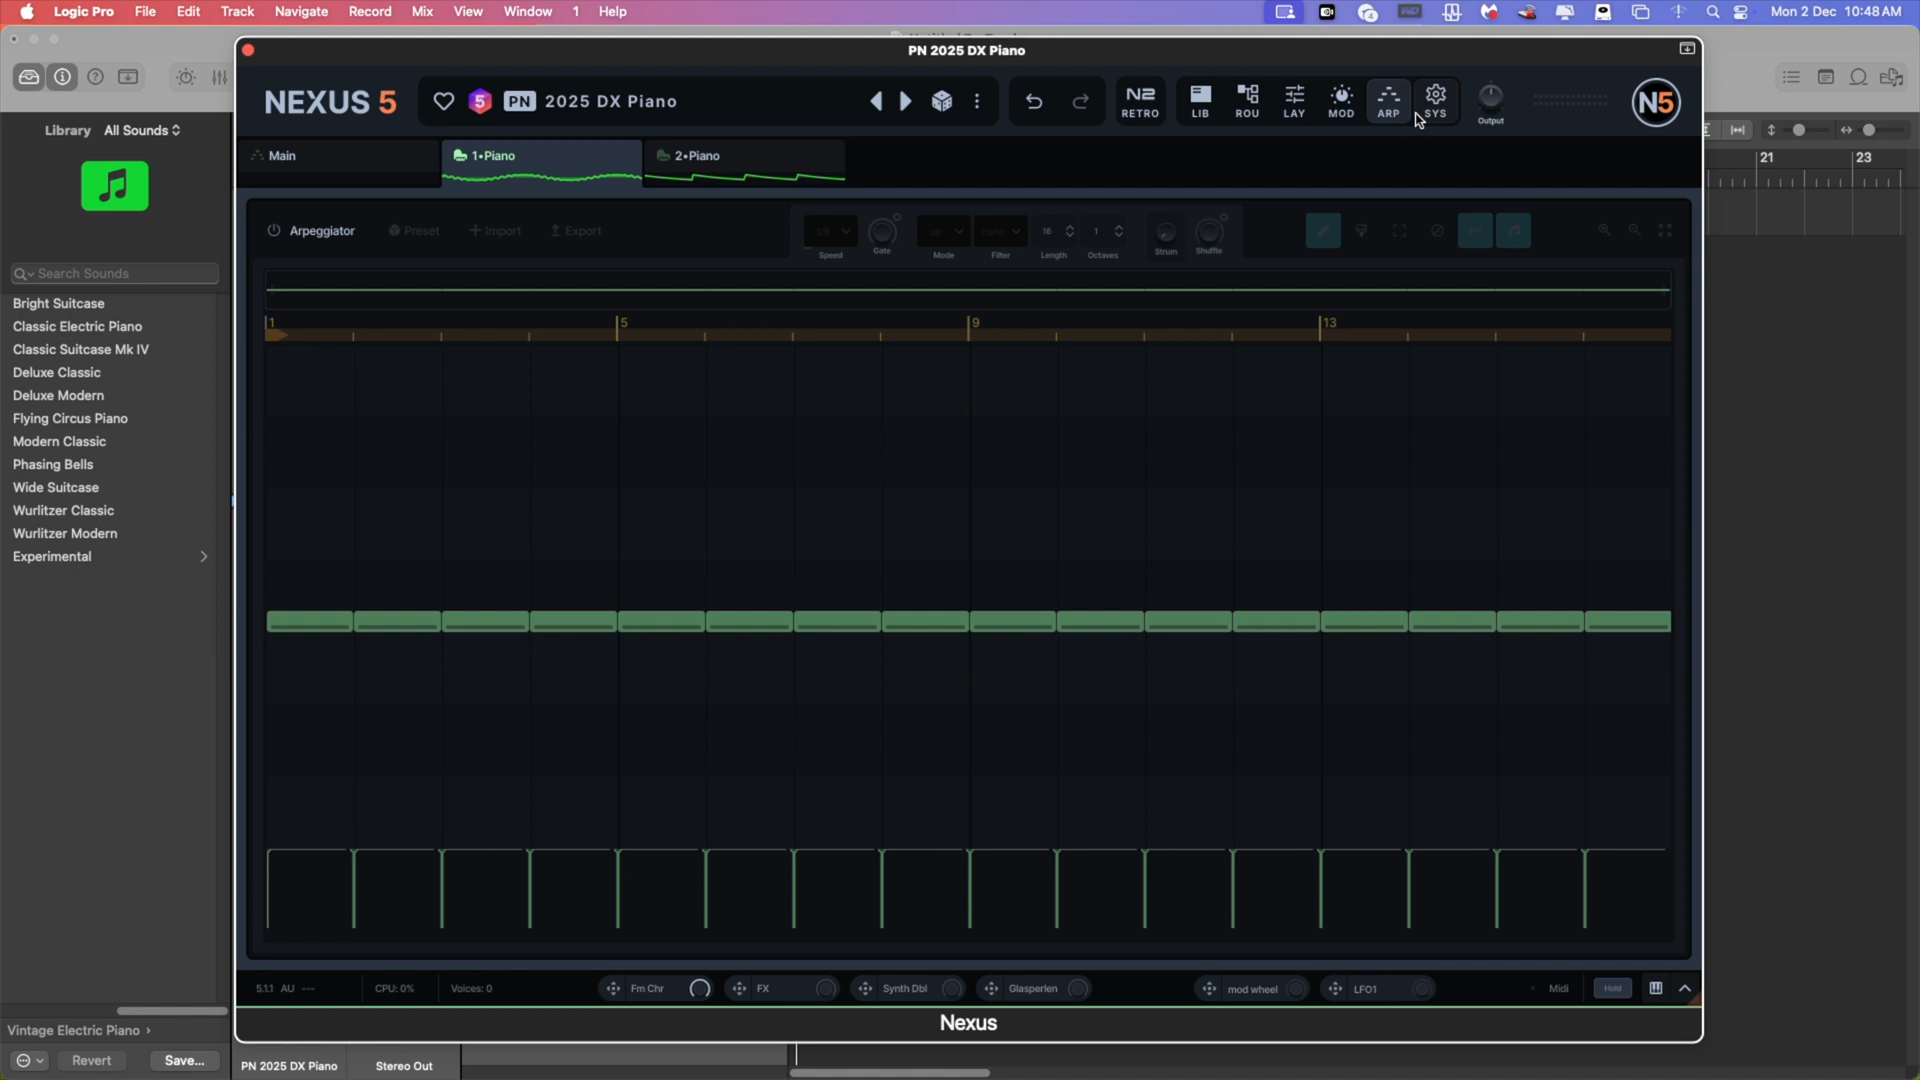 Logic Pro File Edit Track Navigate Record Mix View Window 1 Help Mon 2 Dec 10:48 AM
PN 2025 DX Piano
NEXUS 5 5 PN 2025 DX Piano N2 RETRO LIB ROU LAY MOD ARP SYS Output N5
Library All Sounds
21 23
Main 1•Piano 2•Piano
Arpeggiator Preset Import Export 1/8 up none 16 1
Speed Gate Mode Filter Length Octaves Strum Shuffle
Search Sounds
Bright Suitcase
Classic Electric Piano
Classic Suitcase Mk IV
Deluxe Classic
Deluxe Modern
Flying Circus Piano
Modern Classic
Phasing Bells
Wide Suitcase
Wurlitzer Classic
Wurlitzer Modern
Experimental
1 5 9 13
5.1.1 AU --- CPU: 0% Voices: 0 Fm Chr FX Synth Dbl Glasperlen mod wheel LFO1 Midi Hold
Nexus
Vintage Electric Piano
Revert Save...
PN 2025 DX Piano Stereo Out